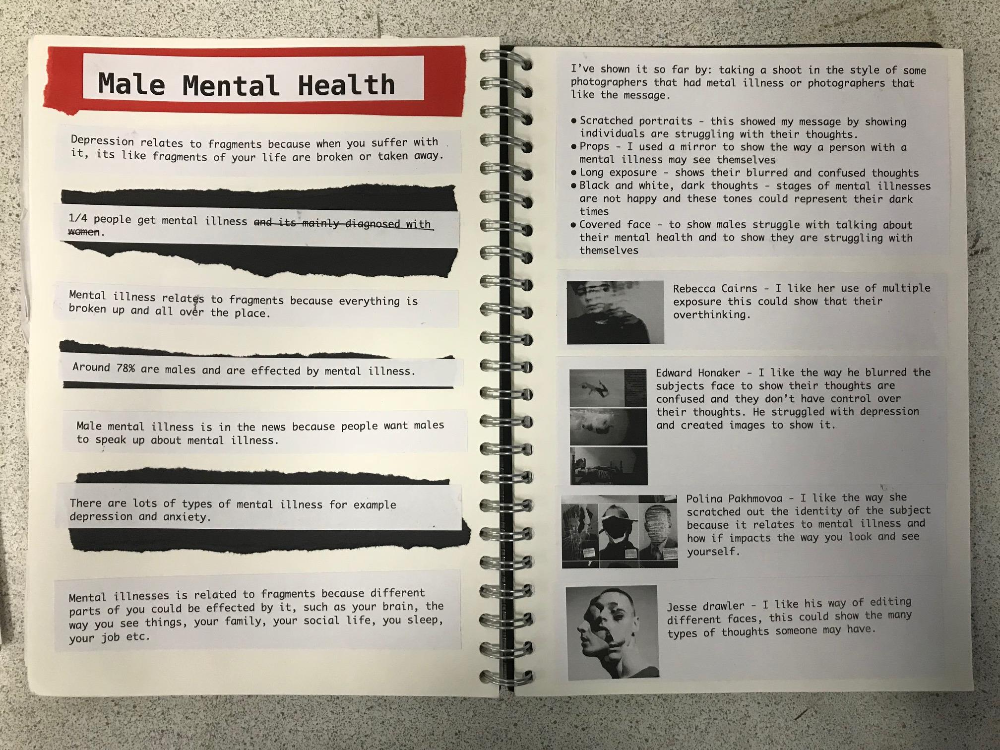 Male Mental Health
Depression relates to fragments because when you suffer with
it, its like fragments of your life are broken or taken away.
1/4 people get mental illness and its mainly diagnosed with
women.
Mental illness relates to fragments because everything is
broken up and all over the place.
Around 78% are males and are effected by mental illness.
Male mental illness is in the news because people want males
to speak up about mental illness.
There are lots of types of mental illness for example
depression and anxiety.
Mental illnesses is related to fragments because different
parts of you could be effected by it, such as your brain, the
way you see things, your family, your social life, you sleep,
your job etc.
I've shown it so far by: taking a shoot in the style of some
photographers that had metal illness or photographers that
like the message.
● Scratched portraits - this showed my message by showing
individuals are struggling with their thoughts.
● Props - I used a mirror to show the way a person with a
mental illness may see themselves
● Long exposure - shows their blurred and confused thoughts
● Black and white, dark thoughts - stages of mental illnesses
are not happy and these tones could represent their dark
times
● Covered face - to show males struggle with talking about
their mental health and to show they are struggling with
themselves
Rebecca Cairns - I like her use of multiple
exposure this could show that their
overthinking.
Edward Honaker - I like the way he blurred the
subjects face to show their thoughts are
confused and they don't have control over
their thoughts. He struggled with depression
and created images to show it.
Polina Pakhmovoa - I like the way she
scratched out the identity of the subject
because it relates to mental illness and
how if impacts the way you look and see
yourself.
Jesse drawler - I like his way of editing
different faces, this could show the many
types of thoughts someone may have.